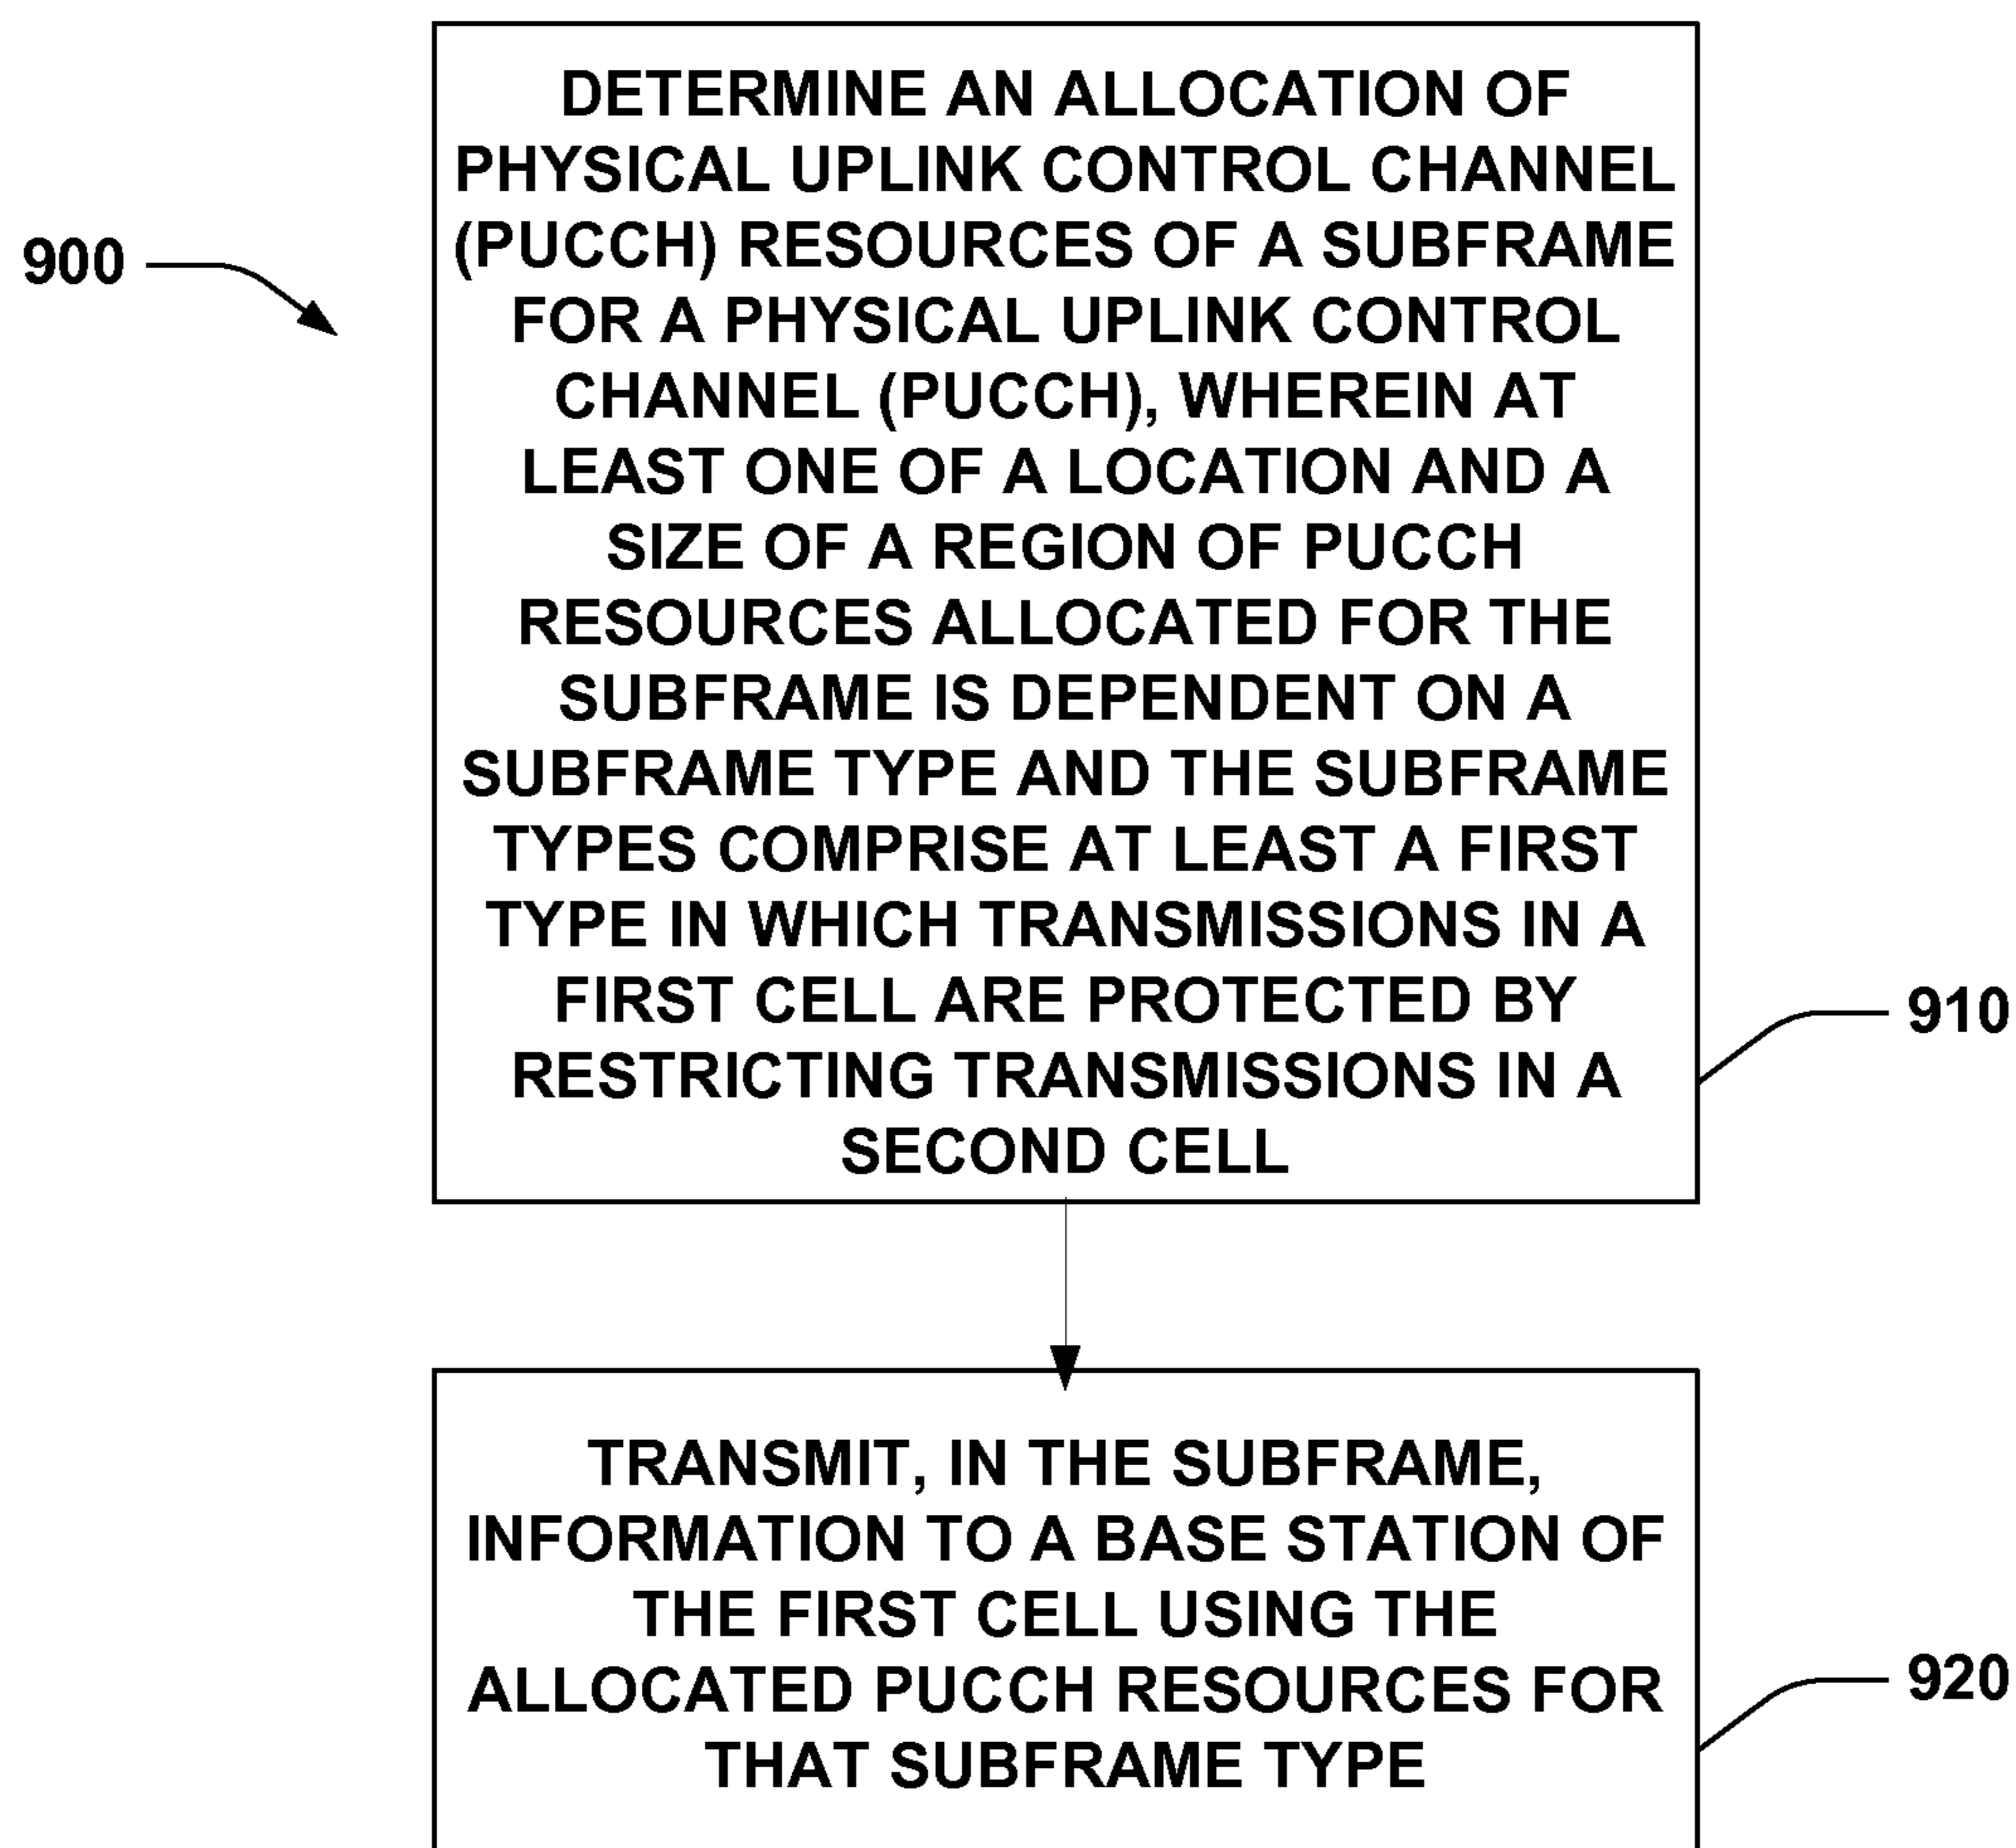 900
DETERMINE AN ALLOCATION OF
PHYSICAL UPLINK CONTROL CHANNEL
(PUCCH) RESOURCES OF A SUBFRAME
FOR A PHYSICAL UPLINK CONTROL
CHANNEL (PUCCH), WHEREIN AT
LEAST ONE OF A LOCATION AND A
SIZE OF A REGION OF PUCCH
RESOURCES ALLOCATED FOR THE
SUBFRAME IS DEPENDENT ON A
SUBFRAME TYPE AND THE SUBFRAME
TYPES COMPRISE AT LEAST A FIRST
TYPE IN WHICH TRANSMISSIONS IN A
FIRST CELL ARE PROTECTED BY
RESTRICTING TRANSMISSIONS IN A
SECOND CELL
910
TRANSMIT, IN THE SUBFRAME,
INFORMATION TO A BASE STATION OF
THE FIRST CELL USING THE
ALLOCATED PUCCH RESOURCES FOR
THAT SUBFRAME TYPE
920